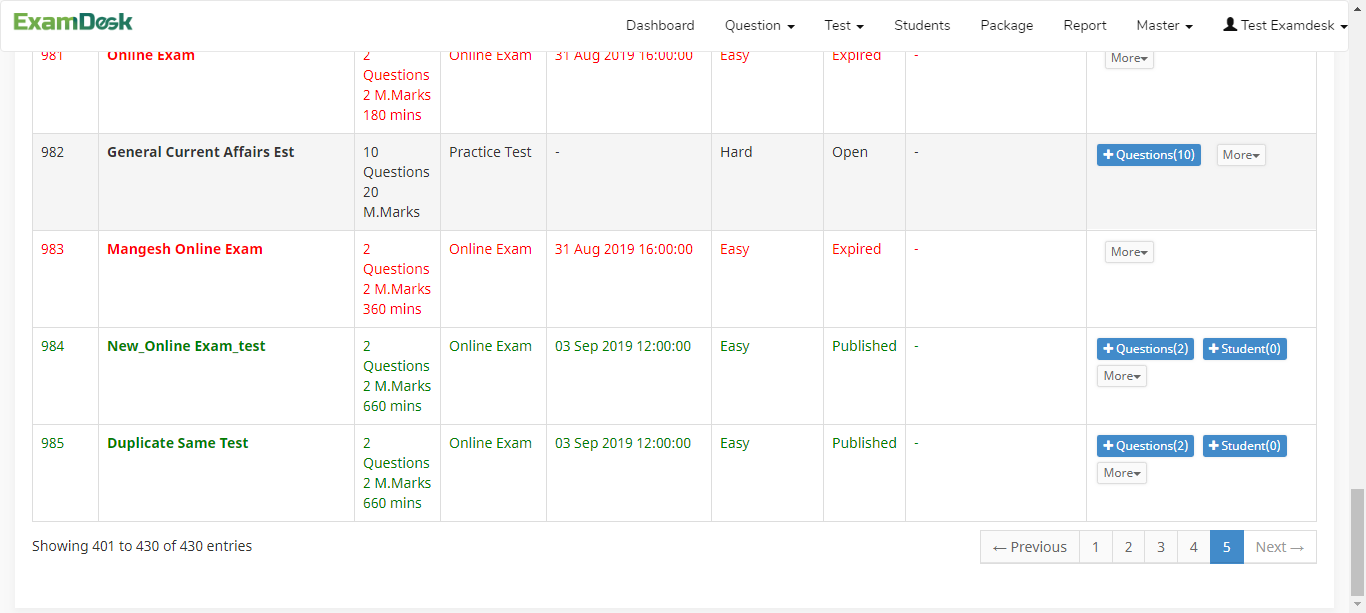 ExamDesk
Dashboard Question Test Students Package Report Master Test Examdesk
981 Online Exam 2 Online Exam 31 Aug 2019 16:00:00 Easy Expired - More
Questions
2 M.Marks
180 mins
982 General Current Affairs Est 10 Practice Test - Hard Open - Questions(10) More
Questions
20
M.Marks
983 Mangesh Online Exam 2 Online Exam 31 Aug 2019 16:00:00 Easy Expired - More
Questions
2 M.Marks
360 mins
984 New_Online Exam_test 2 Online Exam 03 Sep 2019 12:00:00 Easy Published - +Questions(2) +Student(0)
Questions
2 M.Marks More
660 mins
985 Duplicate Same Test 2 Online Exam 03 Sep 2019 12:00:00 Easy Published - +Questions(2) +Student(0)
Questions
2 M.Marks More
660 mins
Showing 401 to 430 of 430 entries ← Previous 1 2 3 4 5 Next →